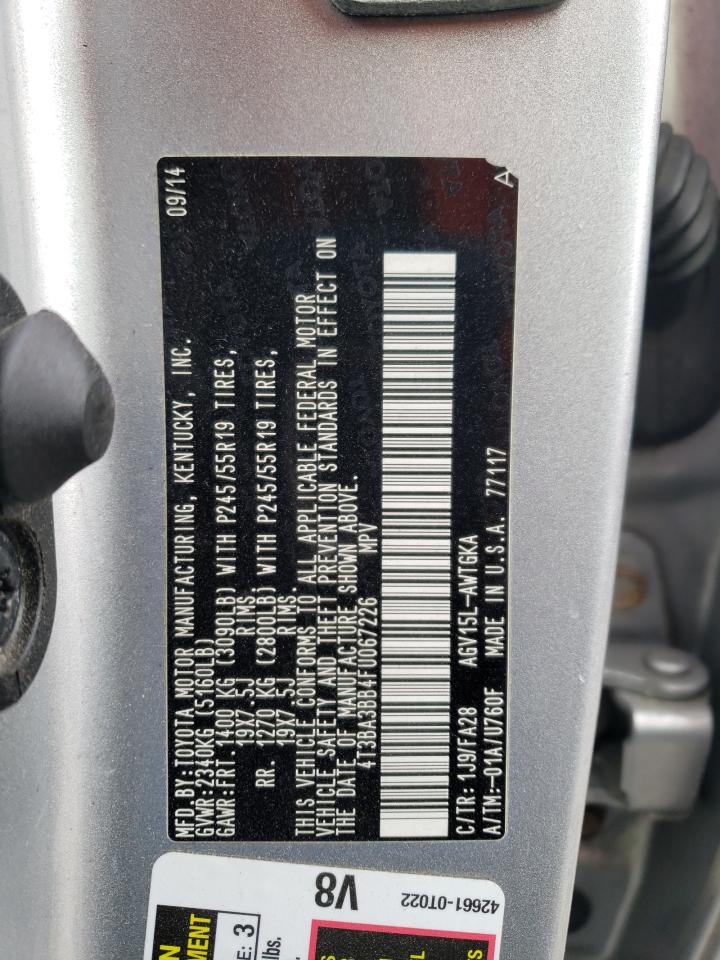 MFD.BY:TOYOTA MOTOR MANUFACTURING, KENTUCKY, INC. 09/14
GVWR:2340KG (5160LB)
GAWR:FRT 1400 KG (3090LB) WITH P245/55R19 TIRES,
19X7.5J RIMS.
RR. 1270 KG (2800LB) WITH P245/55R19 TIRES,
19X7.5J RIMS.
THIS VEHICLE CONFORMS TO ALL APPLICABLE FEDERAL MOTOR
VEHICLE SAFETY AND THEFT PREVENTION STANDARDS IN EFFECT ON
THE DATE OF MANUFACTURE SHOWN ABOVE.
4T3BA3BB4FU067226 MPV
C/TR:1J9/FA28 AGV15L-AWTGKA
A/TM:-01A/U760F MADE IN U.S.A. 77117
A
V8
42661-0T022
E: 3
lbs.